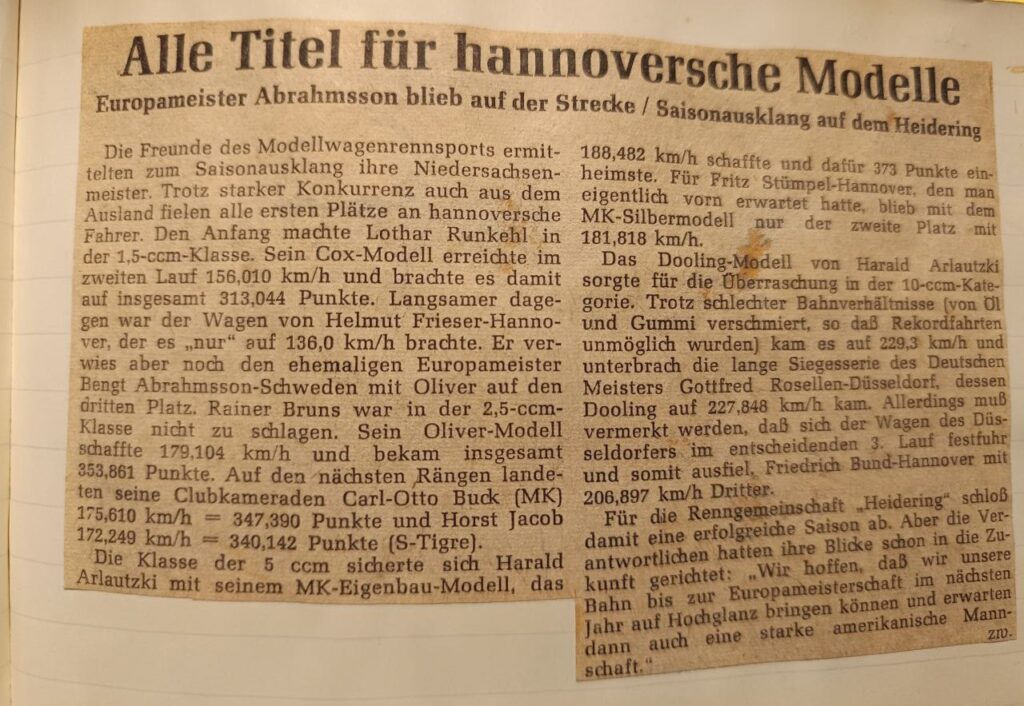 Alle Titel für hannoversche Modelle
Europameister Abrahmsson blieb auf der Strecke / Saisonausklang auf dem Heidering
Die Freunde des Modellwagenrennsports ermit-
telten zum Saisonausklang ihre Niedersachsen-
meister. Trotz starker Konkurrenz auch aus dem
Ausland fielen alle ersten Plätze an hannoversche
Fahrer. Den Anfang machte Lothar Runkehl in
der 1,5-ccm-Klasse. Sein Cox-Modell erreichte im
zweiten Lauf 156,010 km/h und brachte es damit
auf insgesamt 313,044 Punkte. Langsamer dage-
gen war der Wagen von Helmut Frieser-Hanno-
ver, der es „nur“ auf 136,0 km/h brachte. Er ver-
wies aber noch den ehemaligen Europameister
Bengt Abrahmsson-Schweden mit Oliver auf den
dritten Platz. Rainer Bruns war in der 2,5-ccm-
Klasse nicht zu schlagen. Sein Oliver-Modell
schaffte 179,104 km/h und bekam insgesamt
353,861 Punkte. Auf den nächsten Rängen lande-
ten seine Clubkameraden Carl-Otto Buck (MK)
175,610 km/h = 347,390 Punkte und Horst Jacob
172,249 km/h = 340,142 Punkte (S-Tigre).
Die Klasse der 5 ccm sicherte sich Harald
Arlautzki mit seinem MK-Eigenbau-Modell, das
188,482 km/h schaffte und dafür 373 Punkte ein-
heimste. Für Fritz Stümpel-Hannover, den man
eigentlich vorn erwartet hatte, blieb mit dem
MK-Silbermodell nur der zweite Platz mit
181,818 km/h.
Das Dooling-Modell von Harald Arlautzki
sorgte für die Überraschung in der 10-ccm-Kate-
gorie. Trotz schlechter Bahnverhältnisse (von Öl
und Gummi verschmiert, so daß Rekordfahrten
unmöglich wurden) kam es auf 229,3 km/h und
unterbrach die lange Siegesserie des Deutschen
Meisters Gottfred Rosellen-Düsseldorf, dessen
Dooling auf 227,848 km/h kam. Allerdings muß
vermerkt werden, daß sich der Wagen des Düs-
seldorfers im entscheidenden 3. Lauf festfuhr
und somit ausfiel. Friedrich Bund-Hannover mit
206,897 km/h Dritter.
Für die Renngemeinschaft „Heidering“ schloß
damit eine erfolgreiche Saison ab. Aber die Ver-
antwortlichen hatten ihre Blicke schon in die Zu-
kunft gerichtet: „Wir hoffen, daß wir unsere
Bahn bis zur Europameisterschaft im nächsten
Jahr auf Hochglanz bringen können und erwarten
dann auch eine starke amerikanische Mann-
schaft.“
zw.